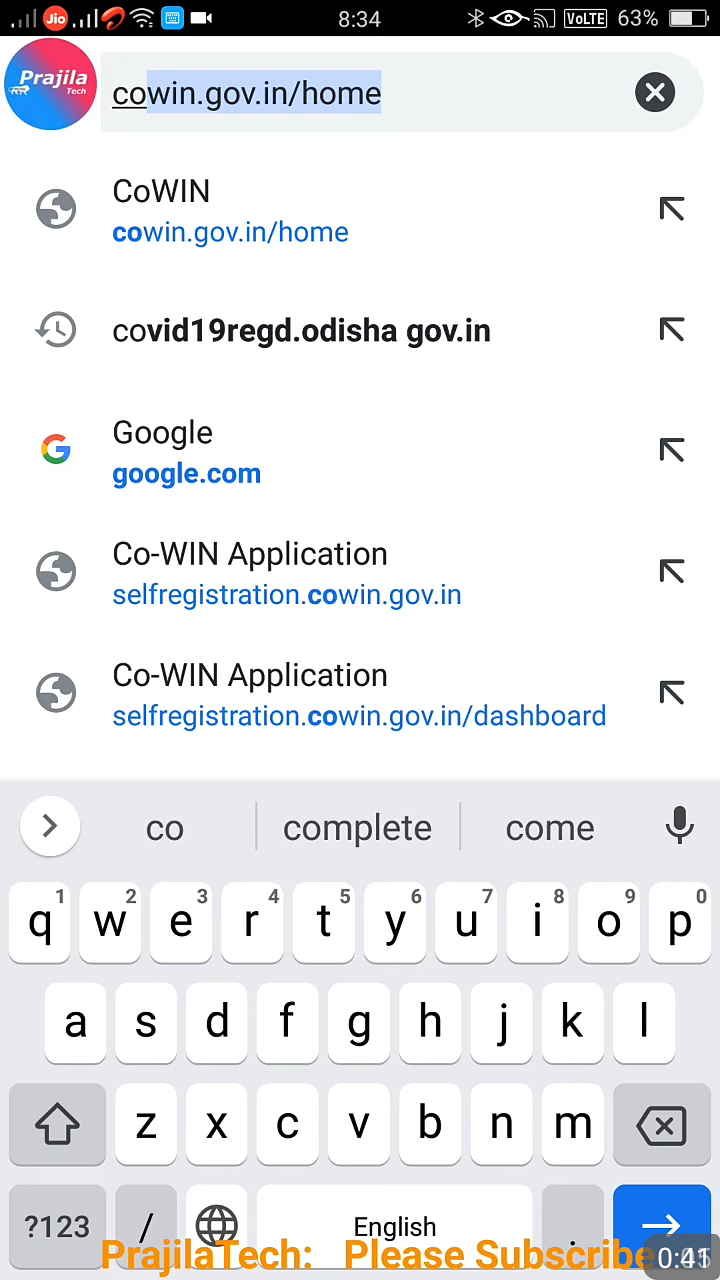 Jio 8:34 VoLTE 63%
Prajila
Tech
cowin.gov.in/home
CoWIN
cowin.gov.in/home
covid19regd.odisha gov.in
Google
google.com
Co-WIN Application
selfregistration.cowin.gov.in
Co-WIN Application
selfregistration.cowin.gov.in/dashboard
co complete come
1 2 3 4 5 6 7 8 9 0
q w e r t y u i o p
a s d f g h j k l
z x c v b n m
?123 / English .
PrajilaTech: Please Subscribe